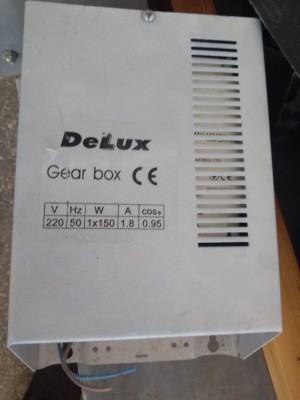 DeLux
Gear box CE
V Hz W A cosφ
220 50 1x150 1.8 0.95